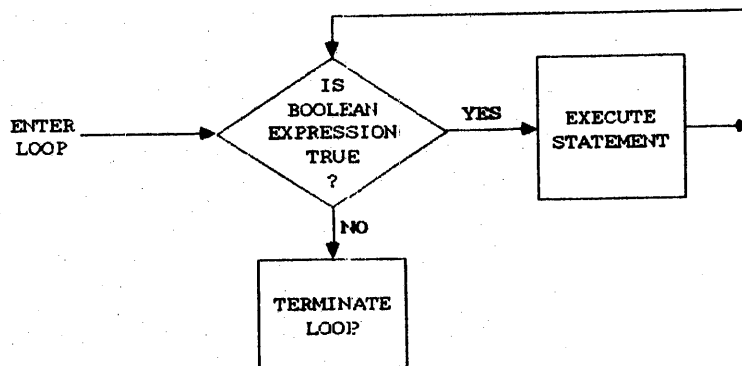 IS
BOOLEAN
EXPRESSION
TRUE
?
ENTER
LOOP
YES
EXECUTE
STATEMENT
NO
TERMINATE
LOOP